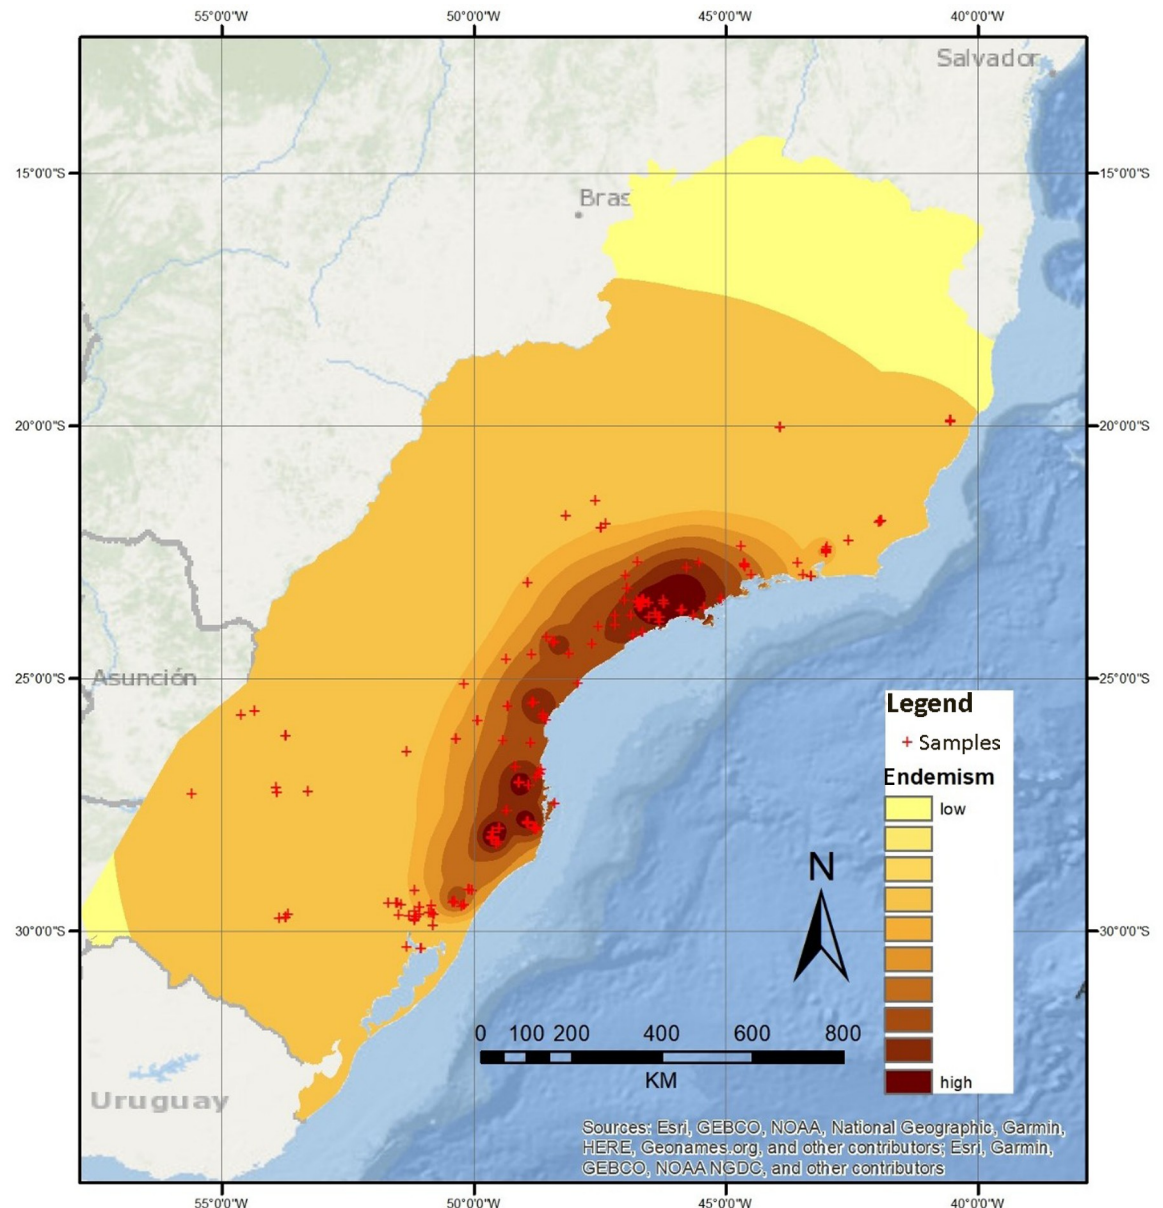 55°0'0"W 50°0'0"W 45°0'0"W 40°0'0"W
Salvador
15°0'0"S 15°0'0"S
Bras
20°0'0"S 20°0'0"S
25°0'0"S 25°0'0"S
Asunción
Legend
Samples
Endemism
low
N
30°0'0"S 30°0'0"S
0 100 200 400 600 800
KM
high
Uruguay
Sources: Esri, GEBCO, NOAA, National Geographic, Garmin,
HERE, Geonames.org, and other contributors; Esri, Garmin,
GEBCO, NOAA NGDC, and other contributors
55°0'0"W 50°0'0"W 45°0'0"W 40°0'0"W